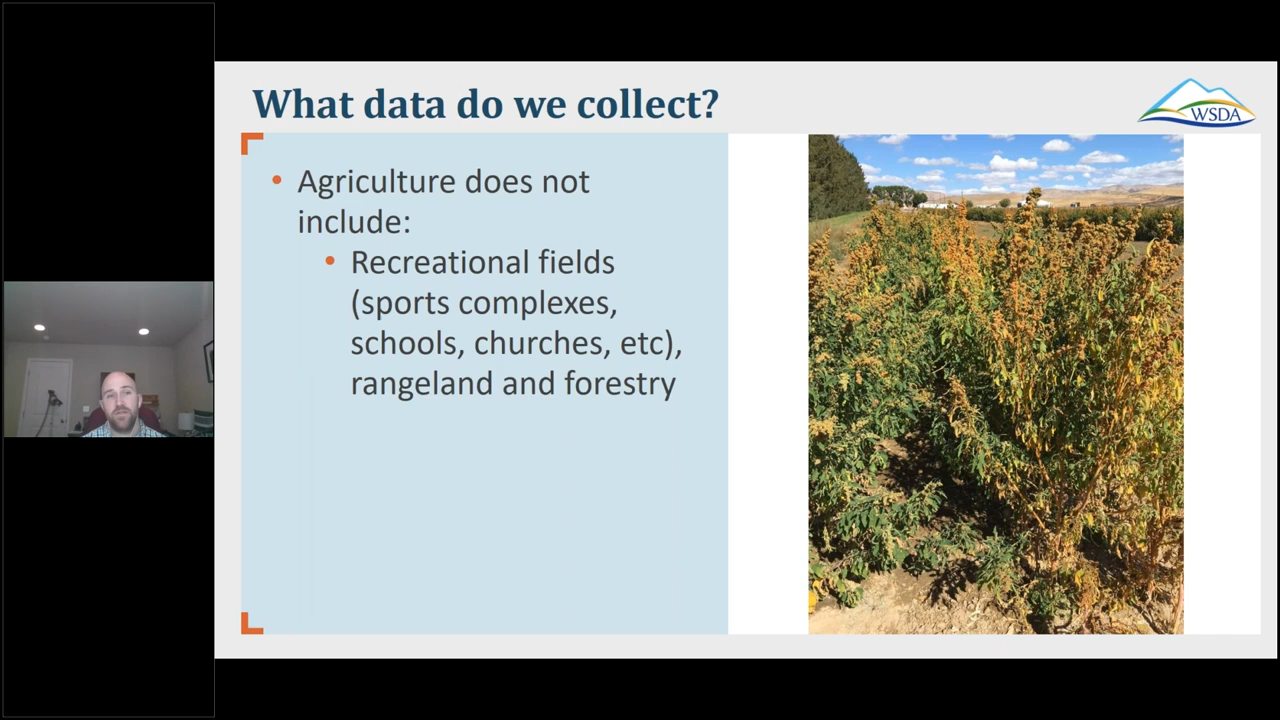 What data do we collect?
WSDA
• Agriculture does not
include:
• Recreational fields
(sports complexes,
schools, churches, etc),
rangeland and forestry